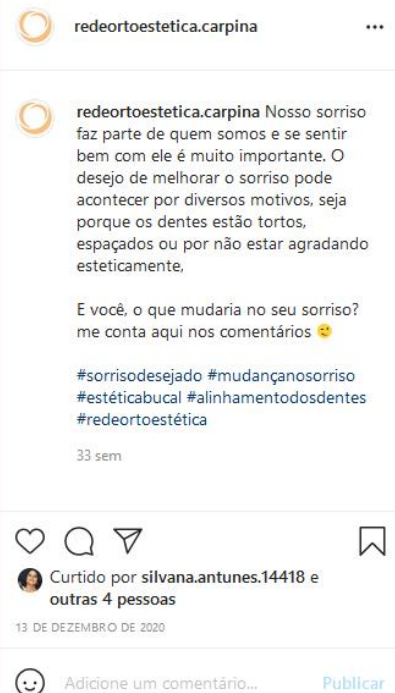 redeortoestetica.carpina
redeortoestetica.carpina Nosso sorriso
faz parte de quem somos e se sentir
bem com ele é muito importante. O
desejo de melhorar o sorriso pode
acontecer por diversos motivos, seja
porque os dentes estão tortos,
espaçados ou por não estar agradando
esteticamente,
E você, o que mudaria no seu sorriso?
me conta aqui nos comentários 😉
#sorrisodesejado #mudançanosorriso
#estéticabucal #alinhamentodosdentes
#redeortoestética
33 sem
Curtido por silvana.antunes.14418 e
outras 4 pessoas
13 DE DEZEMBRO DE 2020
Adicione um comentário... Publicar